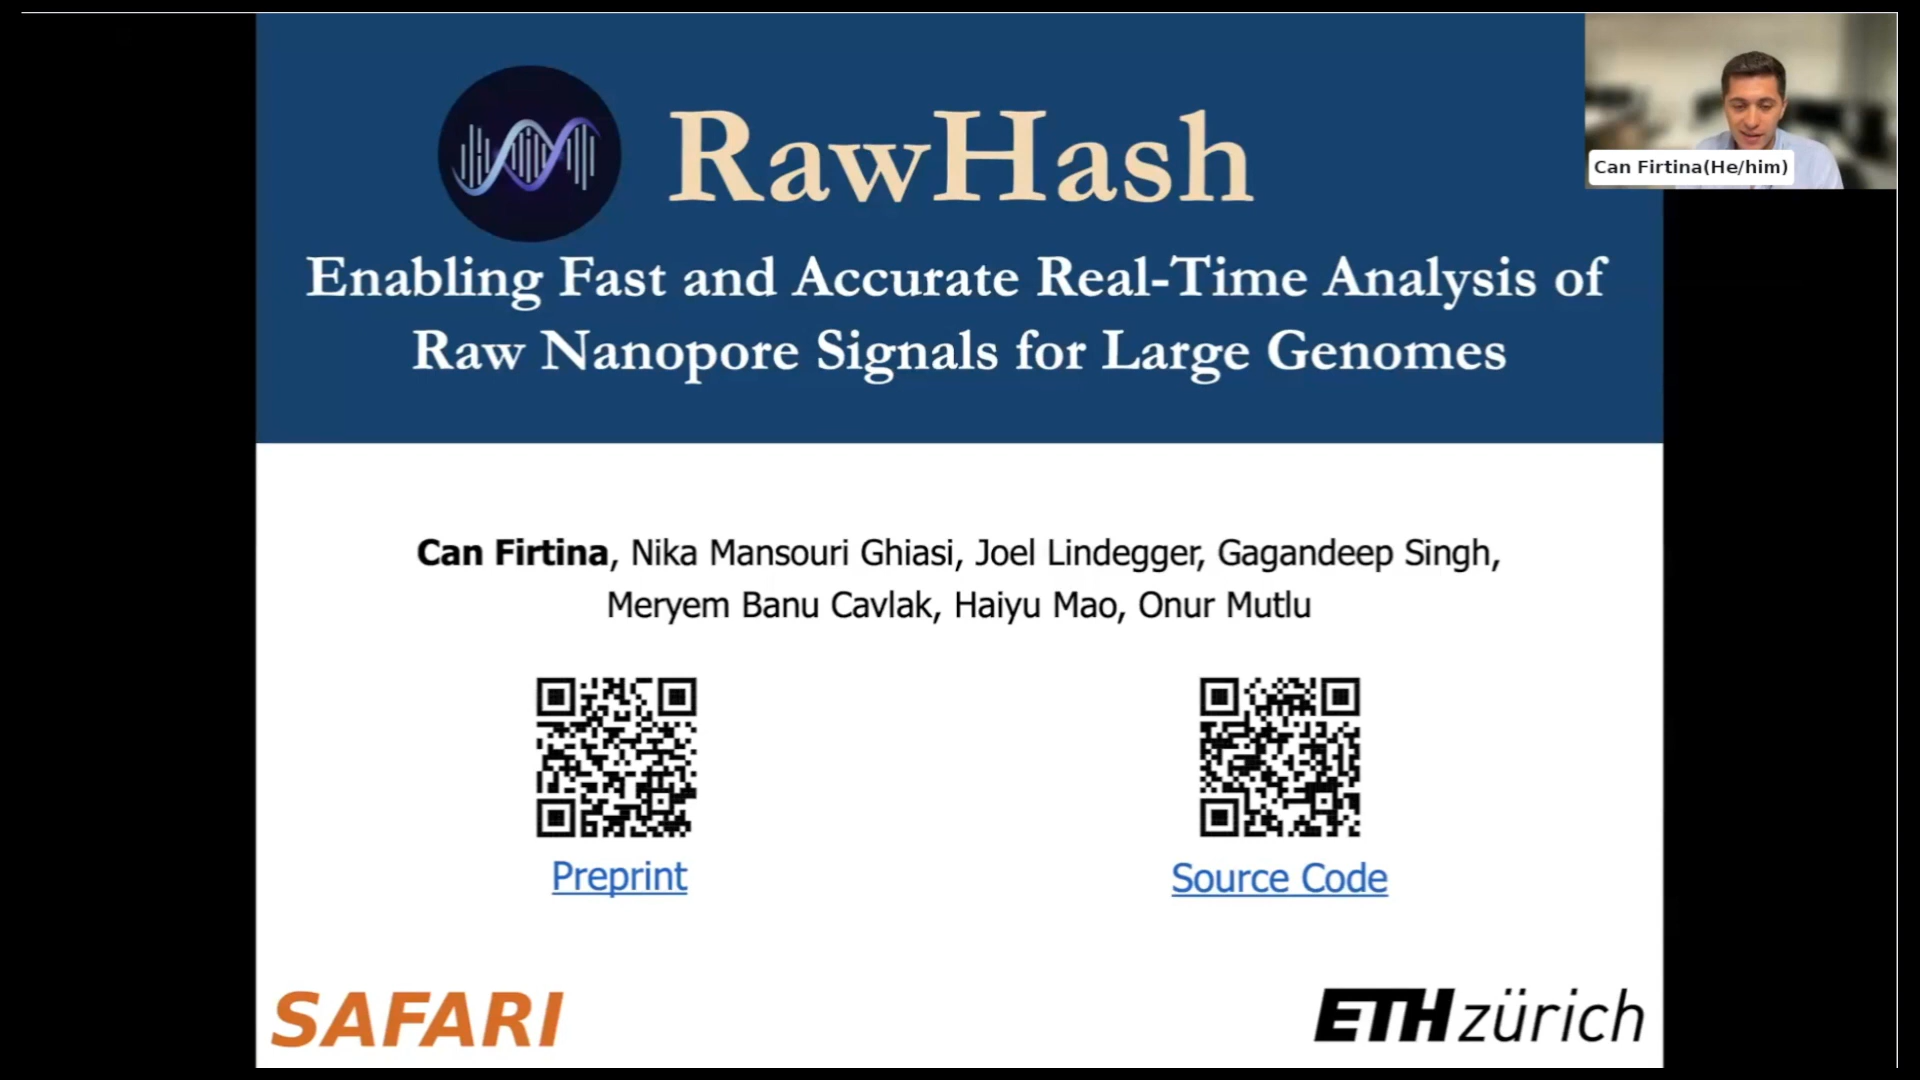 RawHash
Can Firtina(He/him)
Enabling Fast and Accurate Real-Time Analysis of
Raw Nanopore Signals for Large Genomes
Can Firtina, Nika Mansouri Ghiasi, Joel Lindegger, Gagandeep Singh,
Meryem Banu Cavlak, Haiyu Mao, Onur Mutlu
Preprint
Source Code
SAFARI
ETH zürich